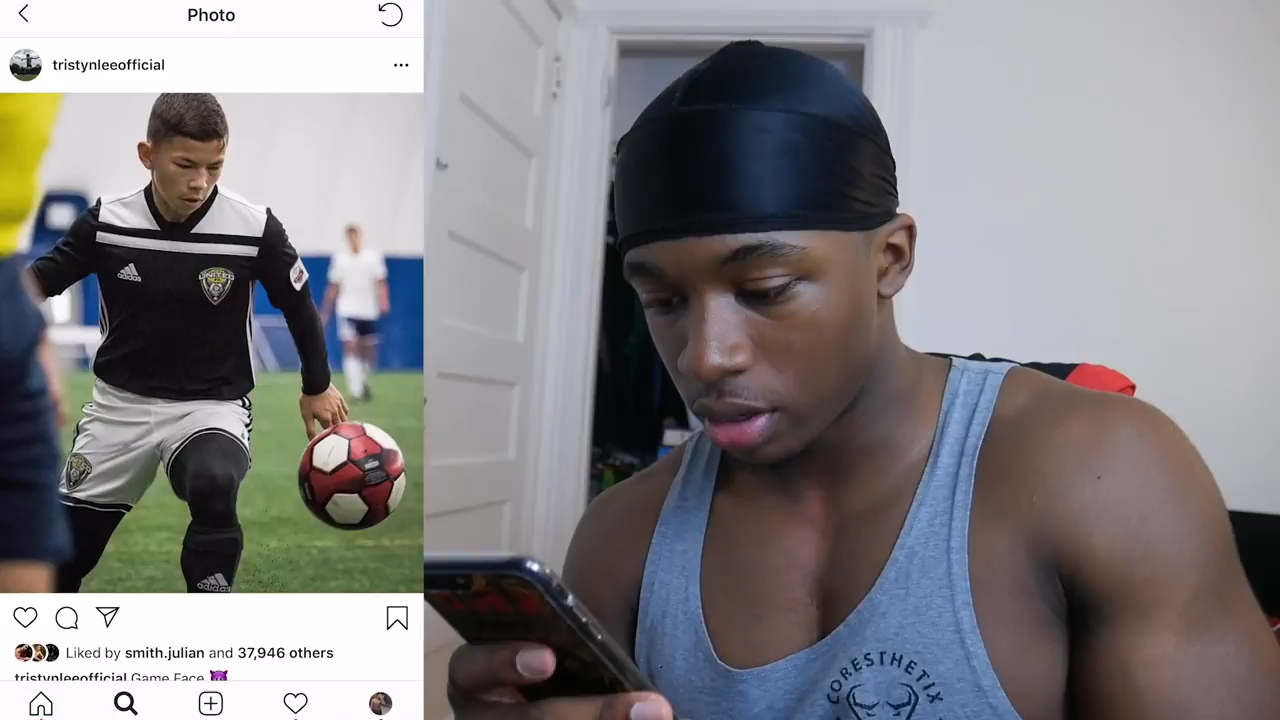 Photo
tristynleeofficial
adidas
UNITED
adidas
Liked by smith.julian and 37,946 others
tristynleeofficial Game Face 😈
CORESTHETIX